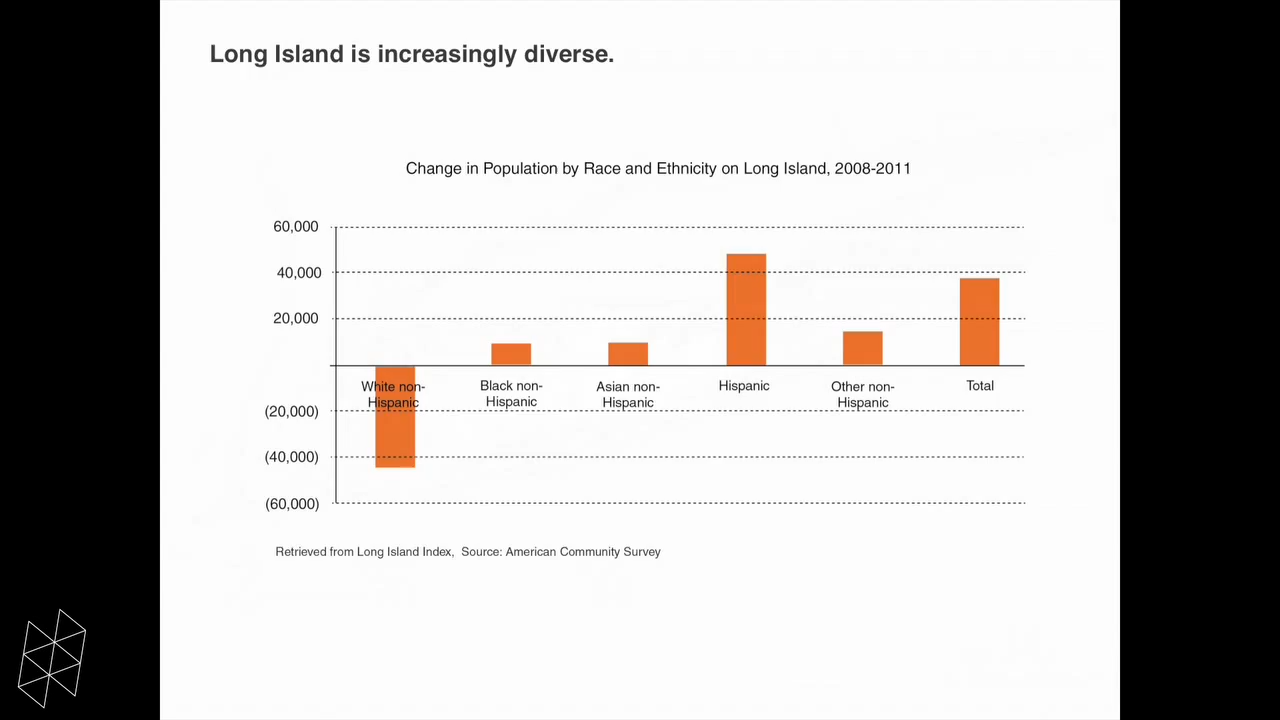 Long Island is increasingly diverse.
Change in Population by Race and Ethnicity on Long Island, 2008-2011
60,000
40,000
20,000
White non-
Hispanic
Black non-
Hispanic
Asian non-
Hispanic
Hispanic
Other non-
Hispanic
Total
(20,000)
(40,000)
(60,000)
Retrieved from Long Island Index, Source: American Community Survey